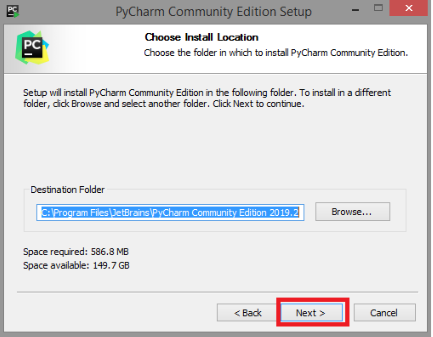 PyCharm Community Edition Setup
PC
Choose Install Location
Choose the folder in which to install PyCharm Community Edition.
Setup will install PyCharm Community Edition in the following folder. To install in a different
folder, click Browse and select another folder. Click Next to continue.
Destination Folder
C:\Program Files\JetBrains\PyCharm Community Edition 2019.2
Browse...
Space required: 586.8 MB
Space available: 149.7 GB
< Back
Next >
Cancel